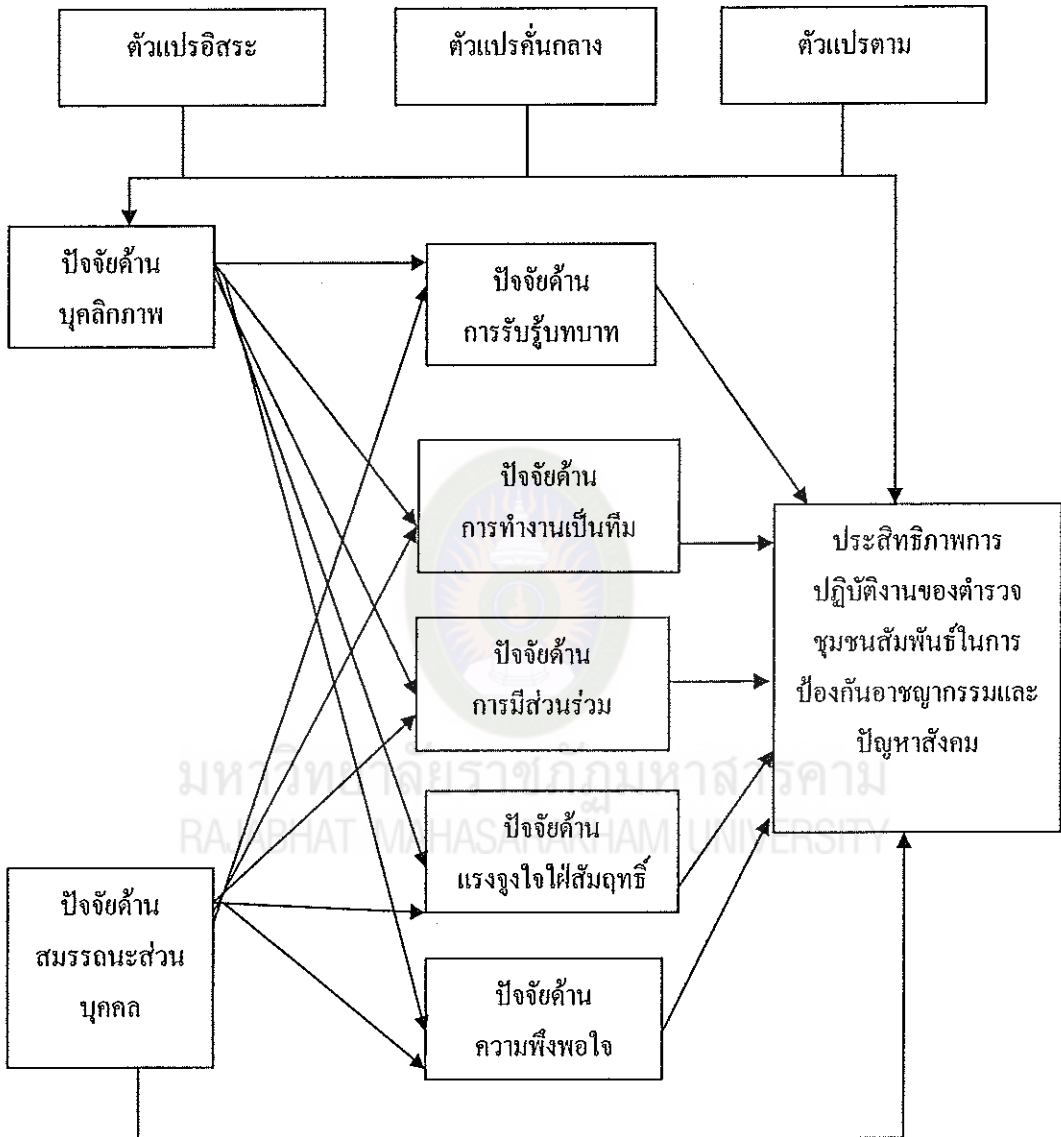 ตัวแปรอิสระ
ตัวแปรคั่นกลาง
ตัวแปรตาม
ปัจจัยด้าน
บุคลิกภาพ
ปัจจัยด้าน
การรับรู้บทบาท
ปัจจัยด้าน
การทำงานเป็นทีม
ปัจจัยด้าน
การมีส่วนร่วม
ปัจจัยด้าน
แรงจูงใจใฝ่สัมฤทธิ์
ปัจจัยด้าน
สมรรถนะส่วน
บุคคล
ปัจจัยด้าน
ความพึงพอใจ
ประสิทธิภาพการ
ปฏิบัติงานของตำรวจ
ชุมชนสัมพันธ์ในการ
ป้องกันอาชญากรรมและ
ปัญหาสังคม
มหาวิทยาลัยราชภัฏมหาสารคาม
RAJABHAT MAHASARAKHAM UNIVERSITY